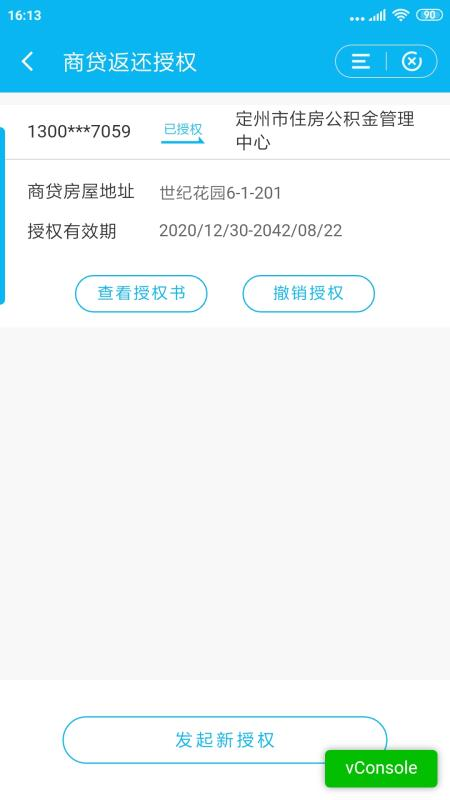 16:13
90
商贷返还授权
1300***7059
已授权
定州市住房公积金管理
中心
商贷房屋地址
世纪花园6-1-201
授权有效期
2020/12/30-2042/08/22
查看授权书
撤销授权
发起新授权
vConsole